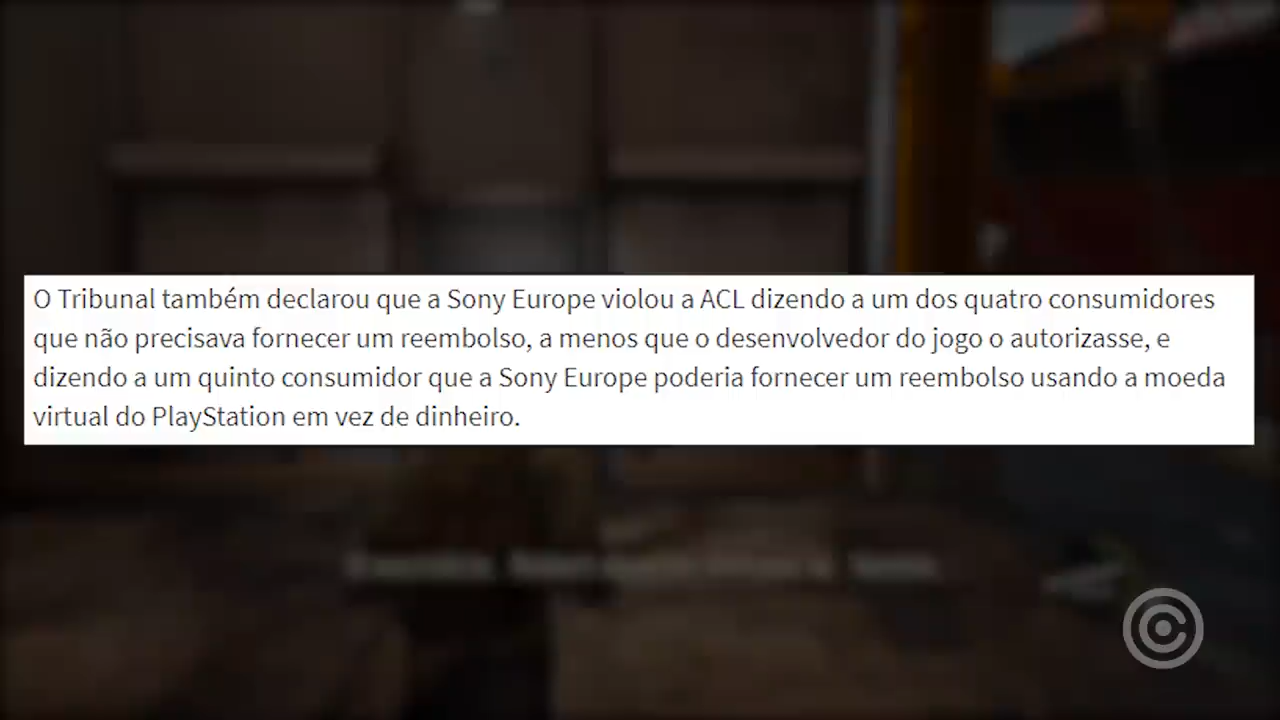 O Tribunal também declarou que a Sony Europe violou a ACL dizendo a um dos quatro consumidores
que não precisava fornecer um reembolso, a menos que o desenvolvedor do jogo o autorizasse, e
dizendo a um quinto consumidor que a Sony Europe poderia fornecer um reembolso usando a moeda
virtual do PlayStation em vez de dinheiro.